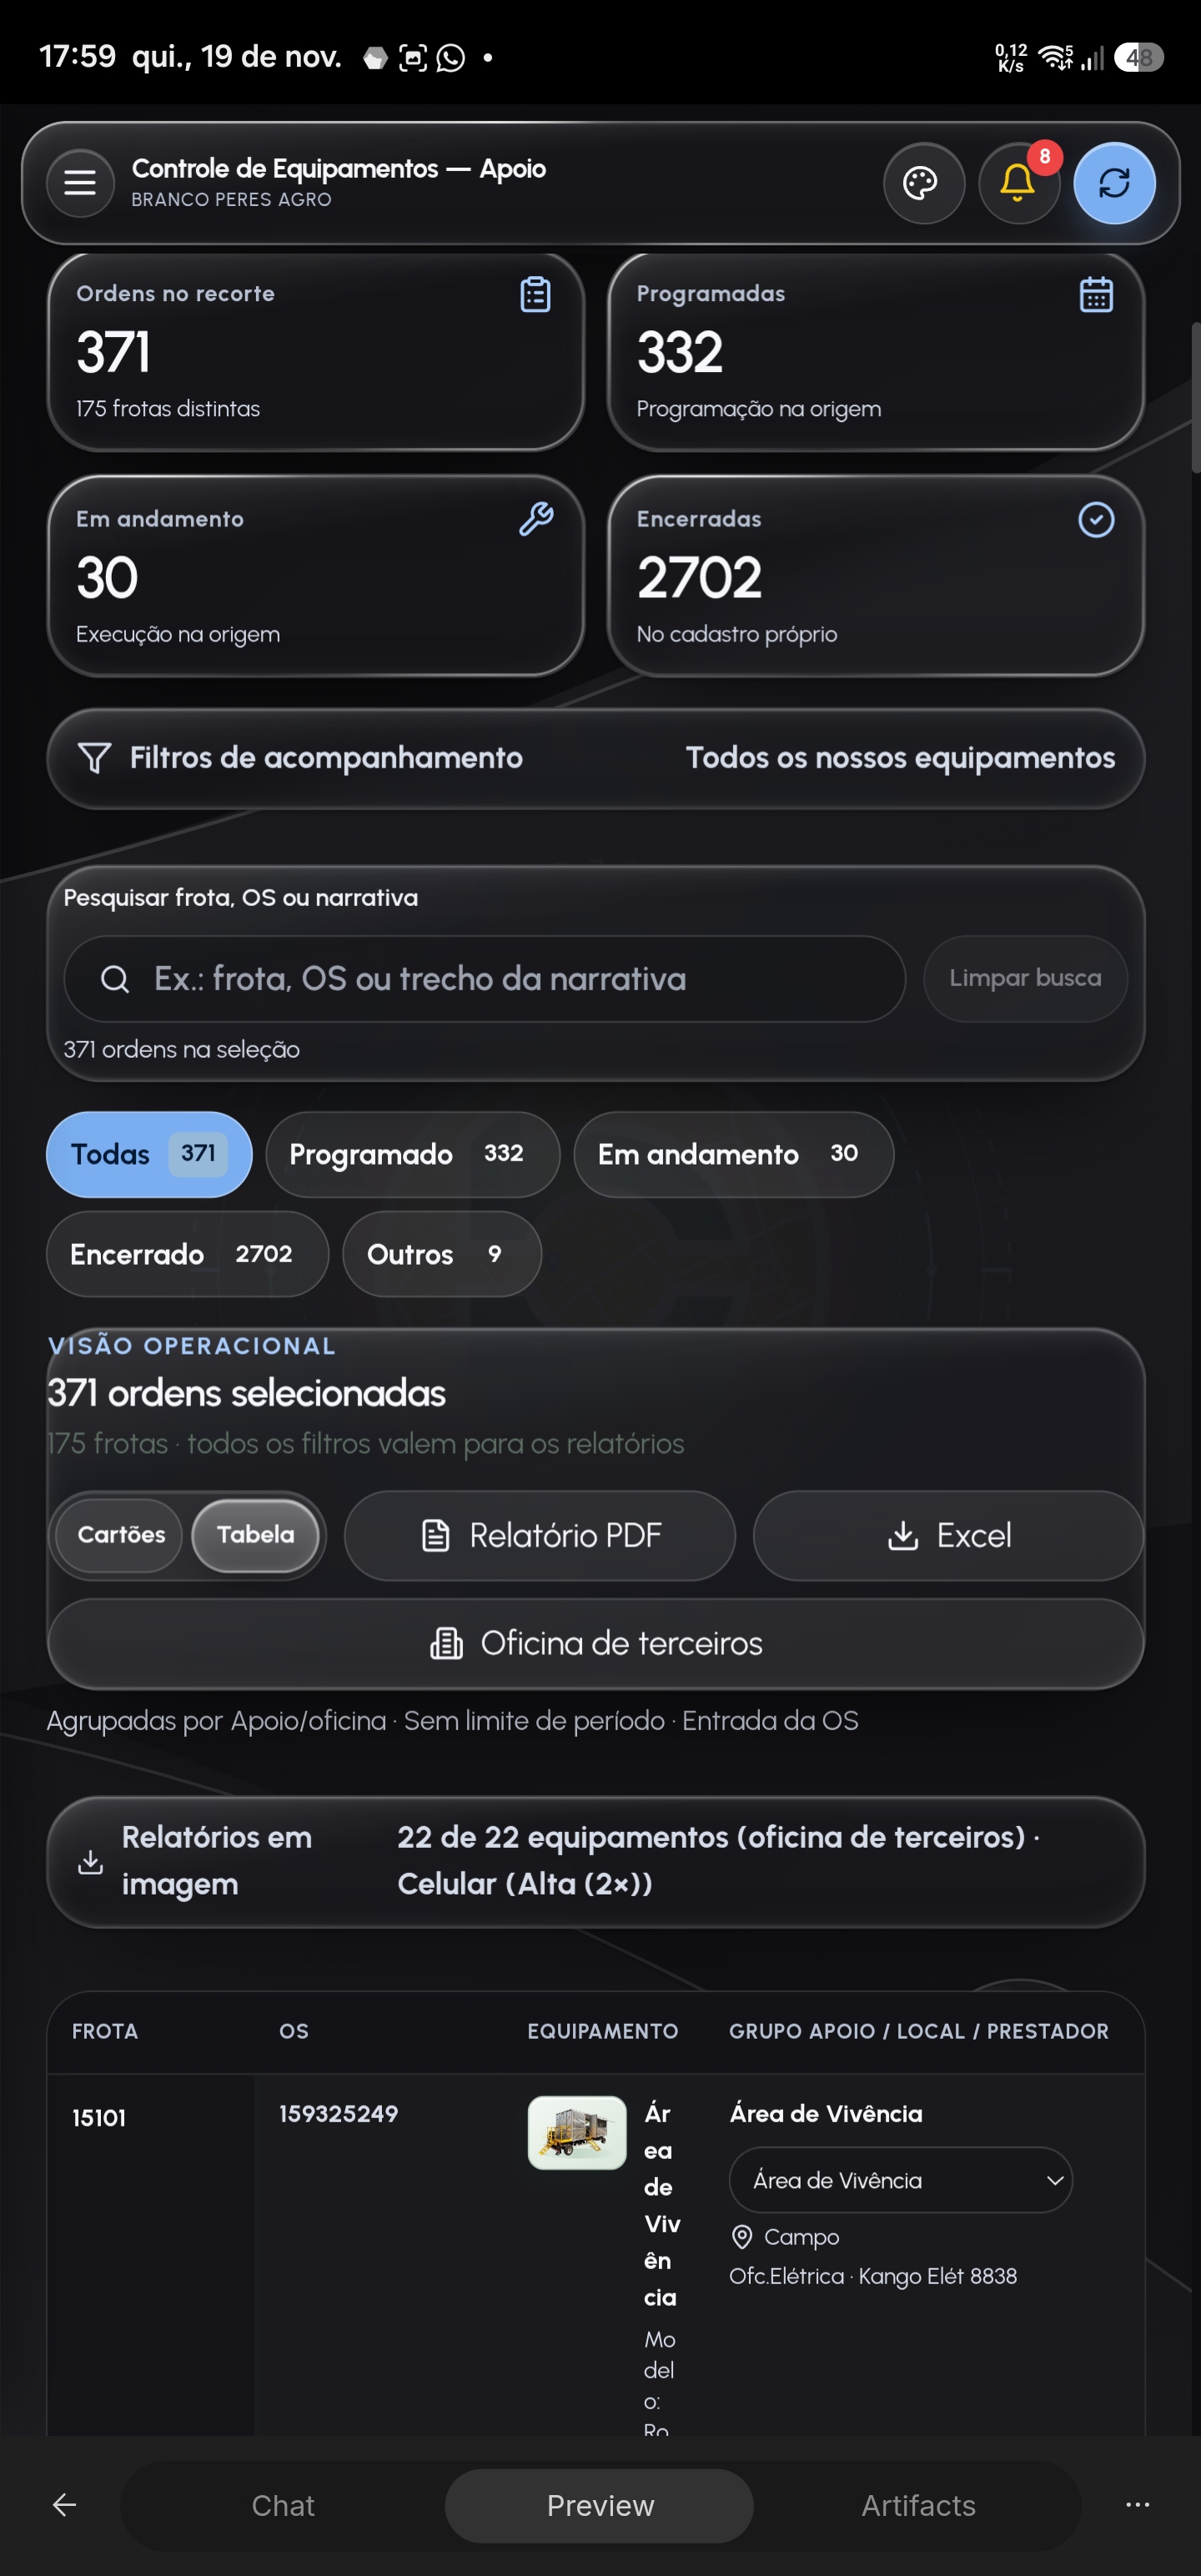 17:59 qui., 19 de nov.
0,12
K/s
5
48
Controle de Equipamentos — Apoio
BRANCO PERES AGRO
8
Ordens no recorte
371
175 frotas distintas
Programadas
332
Programação na origem
Em andamento
30
Execução na origem
Encerradas
2702
No cadastro próprio
Filtros de acompanhamento
Todos os nossos equipamentos
Pesquisar frota, OS ou narrativa
Ex.: frota, OS ou trecho da narrativa
Limpar busca
371 ordens na seleção
Todas 371
Programado 332
Em andamento 30
Encerrado 2702
Outros 9
VISÃO OPERACIONAL
371 ordens selecionadas
175 frotas · todos os filtros valem para os relatórios
Cartões
Tabela
Relatório PDF
Excel
Oficina de terceiros
Agrupadas por Apoio/oficina · Sem limite de período · Entrada da OS
Relatórios em
imagem
22 de 22 equipamentos (oficina de terceiros) ·
Celular (Alta (2×))
FROTA
OS
EQUIPAMENTO
GRUPO APOIO / LOCAL / PRESTADOR
15101
159325249
Ár
ea
de
Viv
ên
cia
Mo
del
o:
Ro
Área de Vivência
Área de Vivência
Campo
Ofc.Elétrica · Kango Elét 8838
Chat
Preview
Artifacts